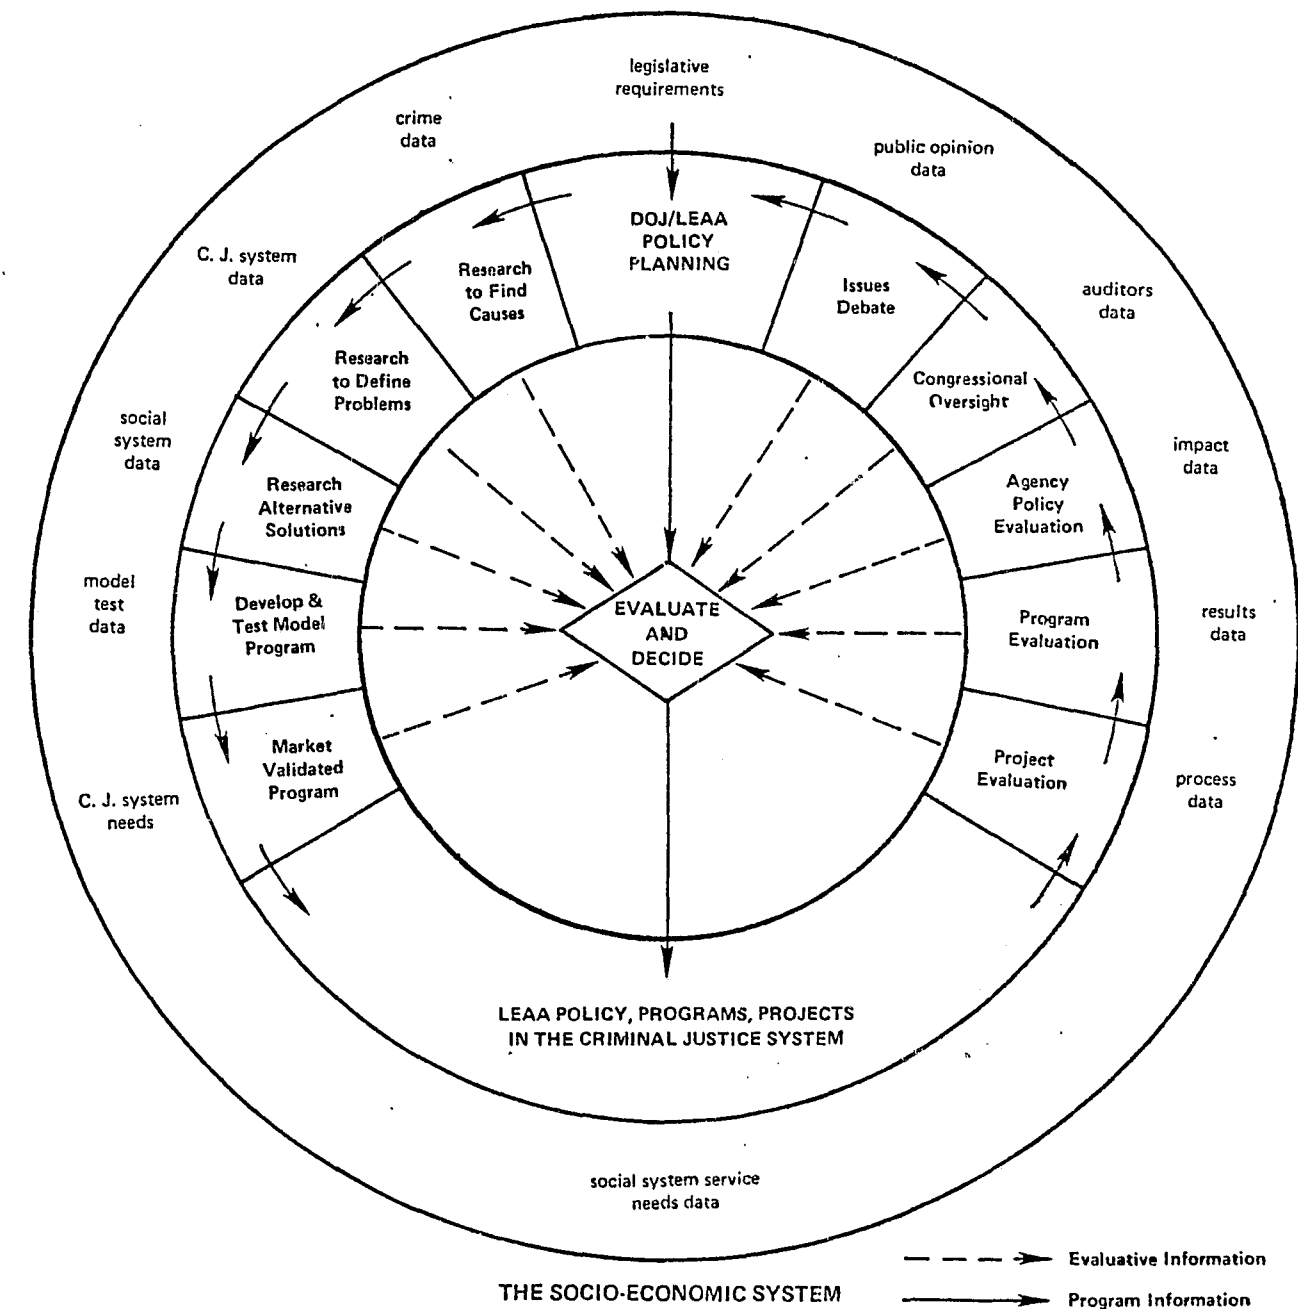 legislative
requirements
crime
data
public opinion
data
C. J. system
data
auditors
data
social
system
data
impact
data
model
test
data
results
data
C. J. system
needs
process
data
social system service
needs data
DOJ/LEAA
POLICY
PLANNING
Research
to Find
Causes
Research
to Define
Problems
Research
Alternative
Solutions
Develop &
Test Model
Program
Market
Validated
Program
Issues
Debate
Congressional
Oversight
Agency
Policy
Evaluation
Program
Evaluation
Project
Evaluation
EVALUATE
AND
DECIDE
LEAA POLICY, PROGRAMS, PROJECTS
IN THE CRIMINAL JUSTICE SYSTEM
THE SOCIO-ECONOMIC SYSTEM
Evaluative Information
Program Information